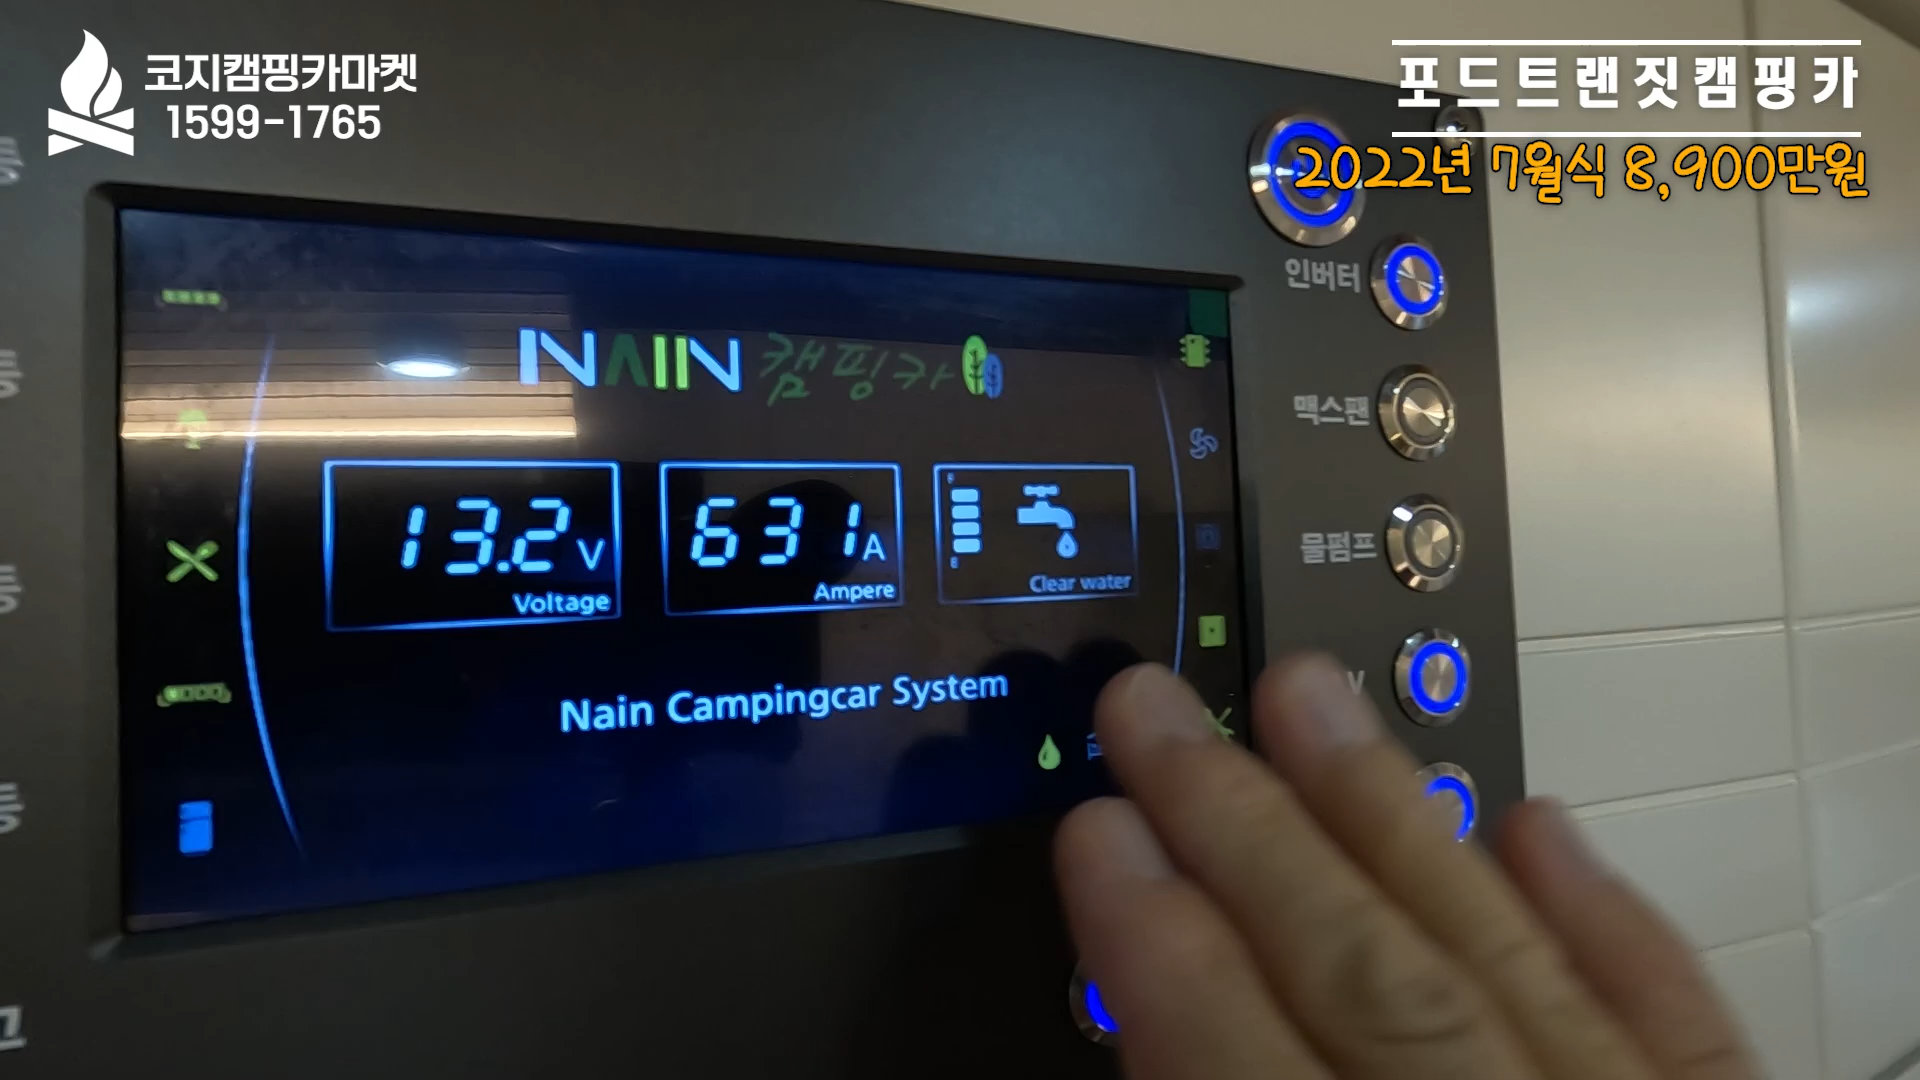 코지캠핑카마켓
1599-1765
포드트랜짓캠핑카
2022년 7월식 8,900만원
인버터
NAIIN 캠핑카
맥스팬
13.2 V
Voltage
631 A
Ampere
Clear water
물펌프
Nain Campingcar System